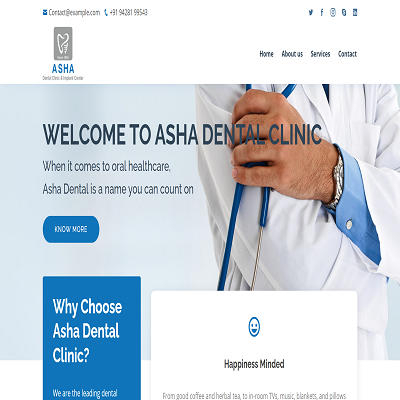 Contact@example.com +91 94281 99543
ASHA
Dental Clinic & Implant Center
Home About us Services Contact
WELCOME TO ASHA DENTAL CLINIC
When it comes to oral healthcare,
Asha Dental is a name you can count on
KNOW MORE
Why Choose
Asha Dental
Clinic?
We are the leading dental
Happiness Minded
From good coffee and herbal tea, to in-room TVs, music, blankets, and pillows